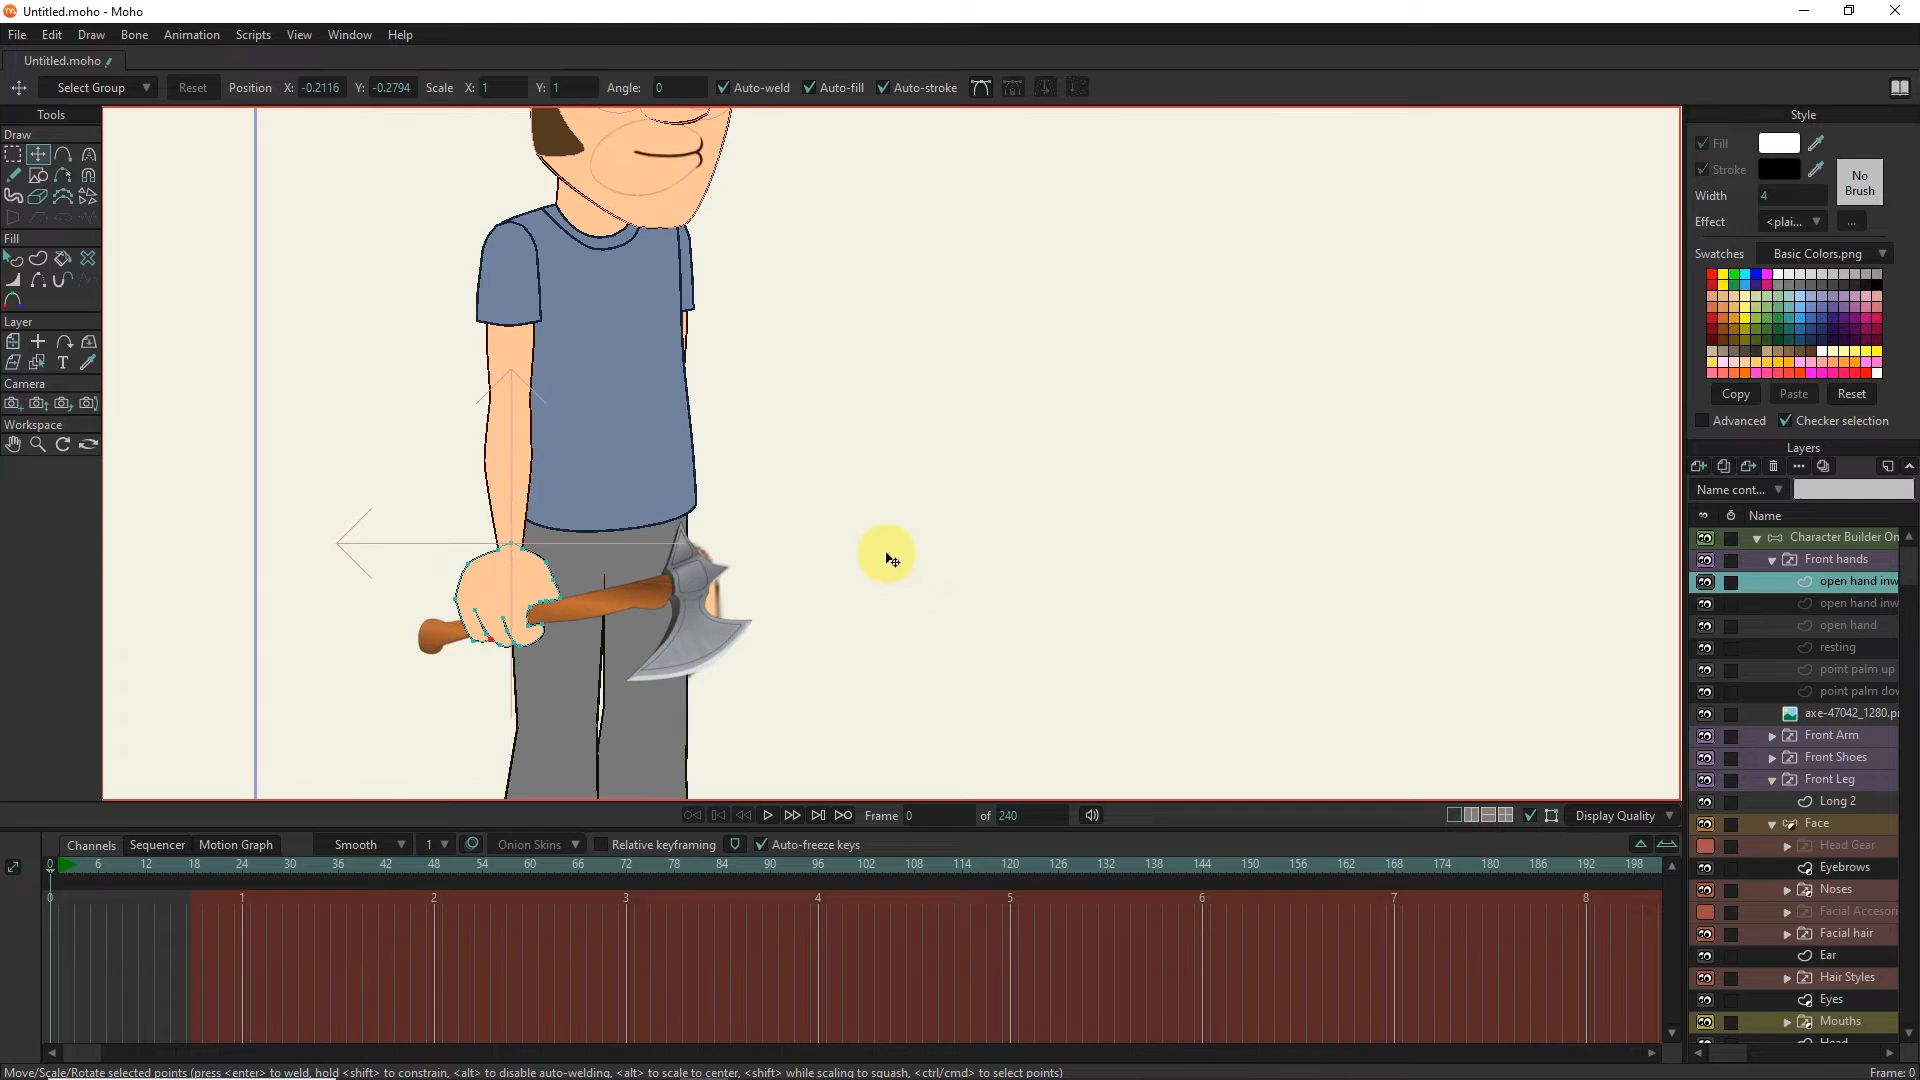 Untitled.moho - Moho
File Edit Draw Bone Animation Scripts View Window Help
Untitled.moho
Select Group Reset Position X: -0.2116 Y: -0.2794 Scale X: 1 Y: 1 Angle: 0 Auto-weld Auto-fill Auto-stroke
Tools
Draw
Fill
Layer
Camera
Workspace
Style
Fill
Stroke
No Brush
Width 4
Effect <plai... ...
Swatches Basic Colors.png
Copy Paste Reset
Advanced Checker selection
Layers
Name cont...
Name
Character Builder On
Front hands
open hand inw
open hand inw
open hand
resting
point palm up
point palm dov
axe-47042_1280.pr
Front Arm
Front Shoes
Front Leg
Long 2
Face
Head Gear
Eyebrows
Noses
Facial Accesori
Facial hair
Ear
Hair Styles
Eyes
Mouths
Frame 0 of 240 Display Quality
Channels Sequencer Motion Graph Smooth 1 Onion Skins Relative keyframing Auto-freeze keys
0 6 12 18 24 30 36 42 48 54 60 66 72 78 84 90 96 102 108 114 120 126 132 138 144 150 156 162 168 174 180 186 192 198
0 1 2 3 4 5 6 7 8
Move/Scale/Rotate selected points (press <enter> to weld, hold <shift> to constrain, <alt> to disable auto-welding, <alt> to scale to center, <shift> while scaling to squash, <ctrl/cmd> to select points) Frame: 0